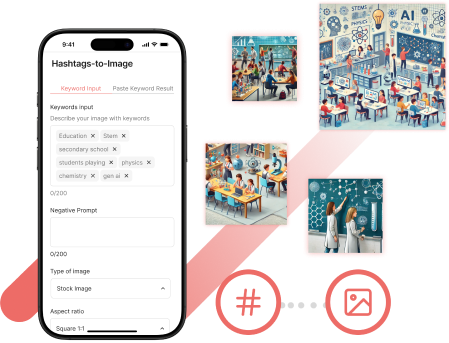 9:41
Hashtags-to-Image
Keyword Input Paste Keyword Result
Keywords input
Describe your image with keywords
Education × Stem ×
secondary school ×
students playing × physics ×
chemistry × gen ai ×
0/200
Negative Prompt
0/200
Type of image
Stock Image
Aspect ratio
Square 1:1
STEMS
PHYSICS
AI
#